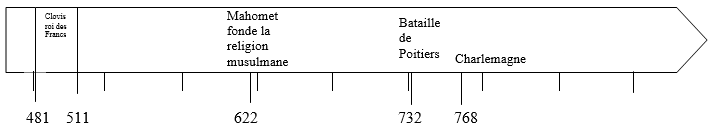 Clovis
roi des
Francs
Mahomet
fonde la
religion
musulmane
Bataille
de
Poitiers
Charlemagne
481
511
622
732
768